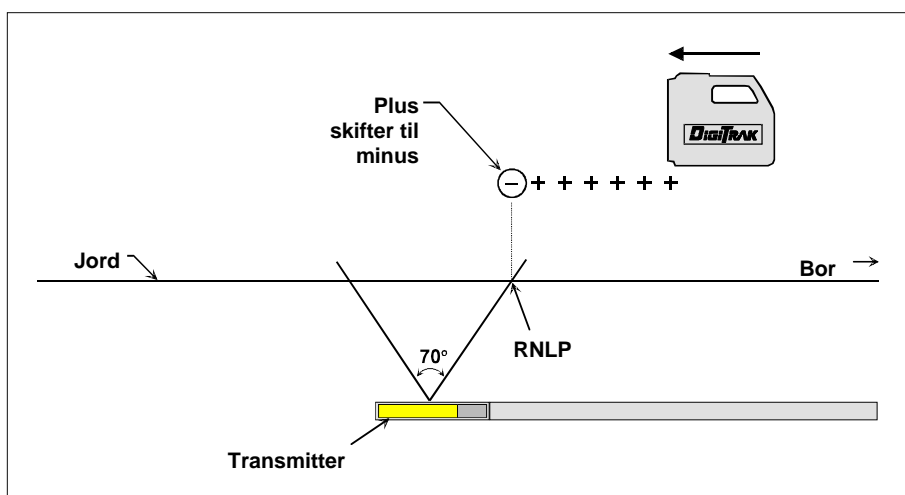 Plus
skifter til
minus
DIGITRAK
− + + + + + +
Jord
Bor
RNLP
70°
Transmitter